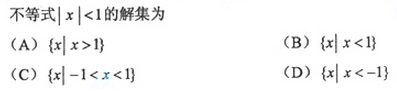 不等式|x|<1的解集为
(A) {x|x>1} (B) {x|x<1}
(C) {x|-1<x<1} (D) {x|x<-1}